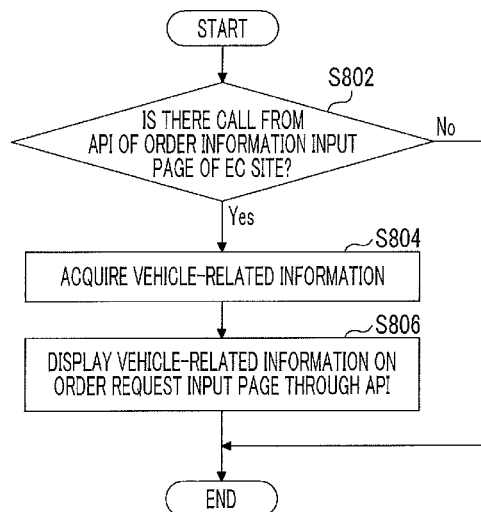 START
S802
IS THERE CALL FROM
API OF ORDER INFORMATION INPUT
PAGE OF EC SITE?
No
Yes
S804
ACQUIRE VEHICLE-RELATED INFORMATION
S806
DISPLAY VEHICLE-RELATED INFORMATION ON
ORDER REQUEST INPUT PAGE THROUGH API
END